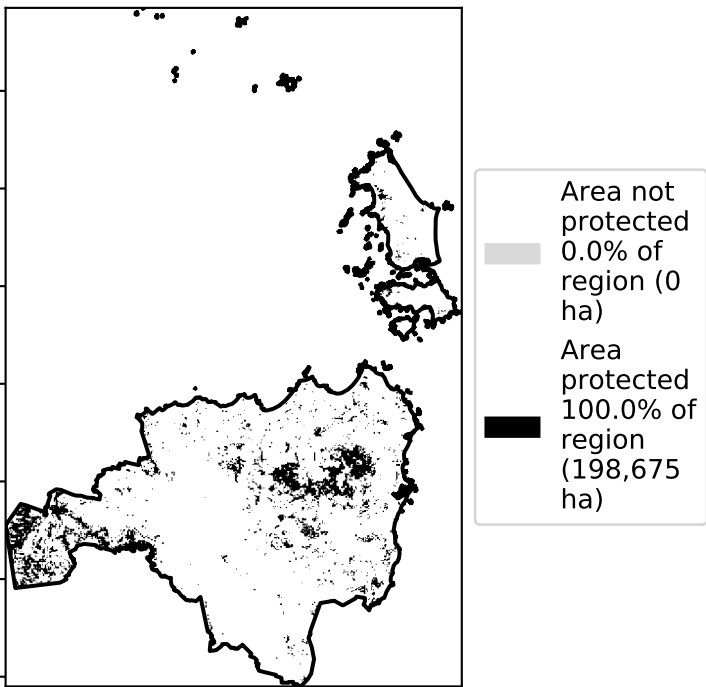 Area not
protected
0.0% of
region (0
ha)
Area
protected
100.0% of
region
(198,675
ha)